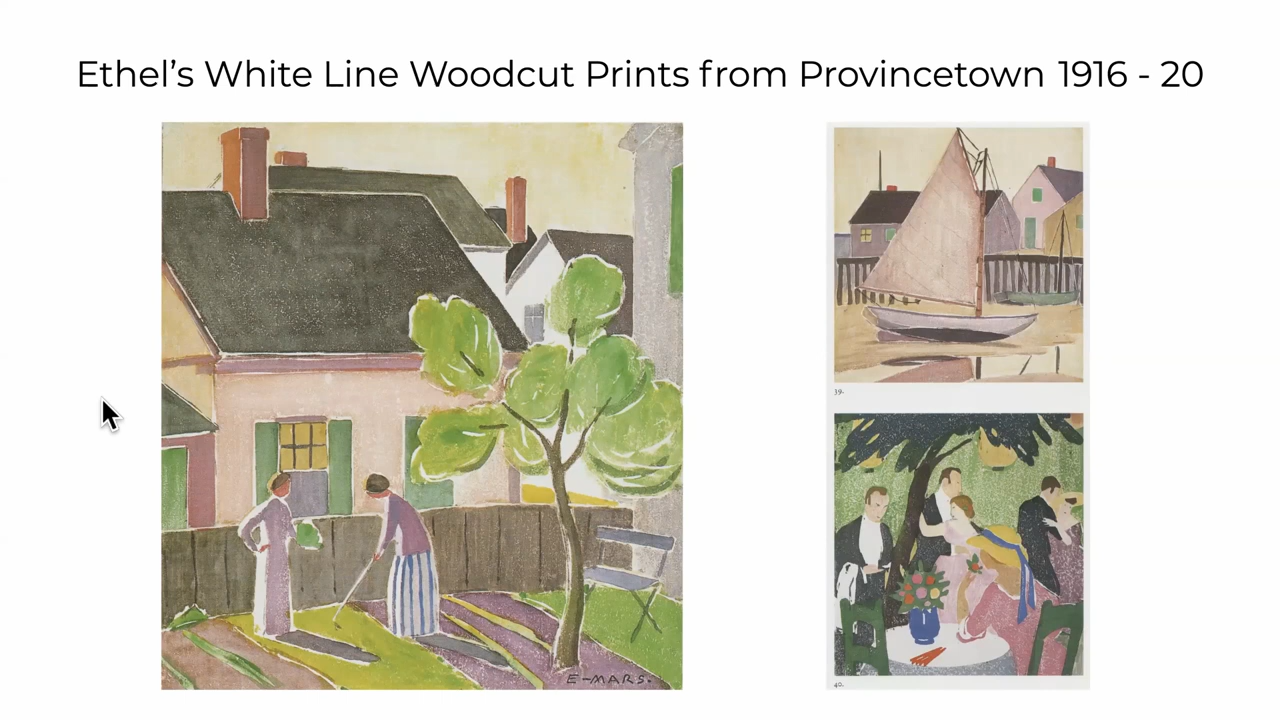 Ethel's White Line Woodcut Prints from Provincetown 1916 - 20
E-MARS.
39.
40.